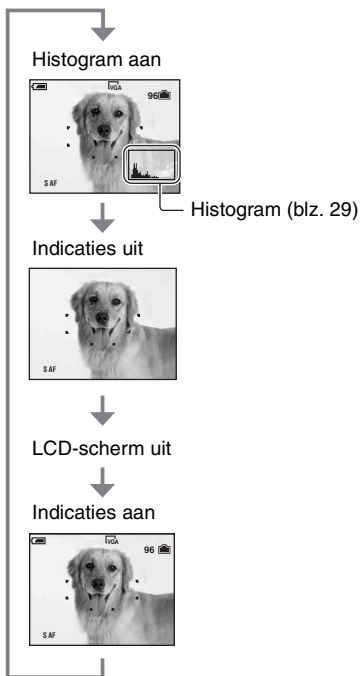 Histogram aan
VGA
96
S AF
Histogram (blz. 29)
Indicaties uit
S AF
LCD-scherm uit
Indicaties aan
VGA
96
S AF